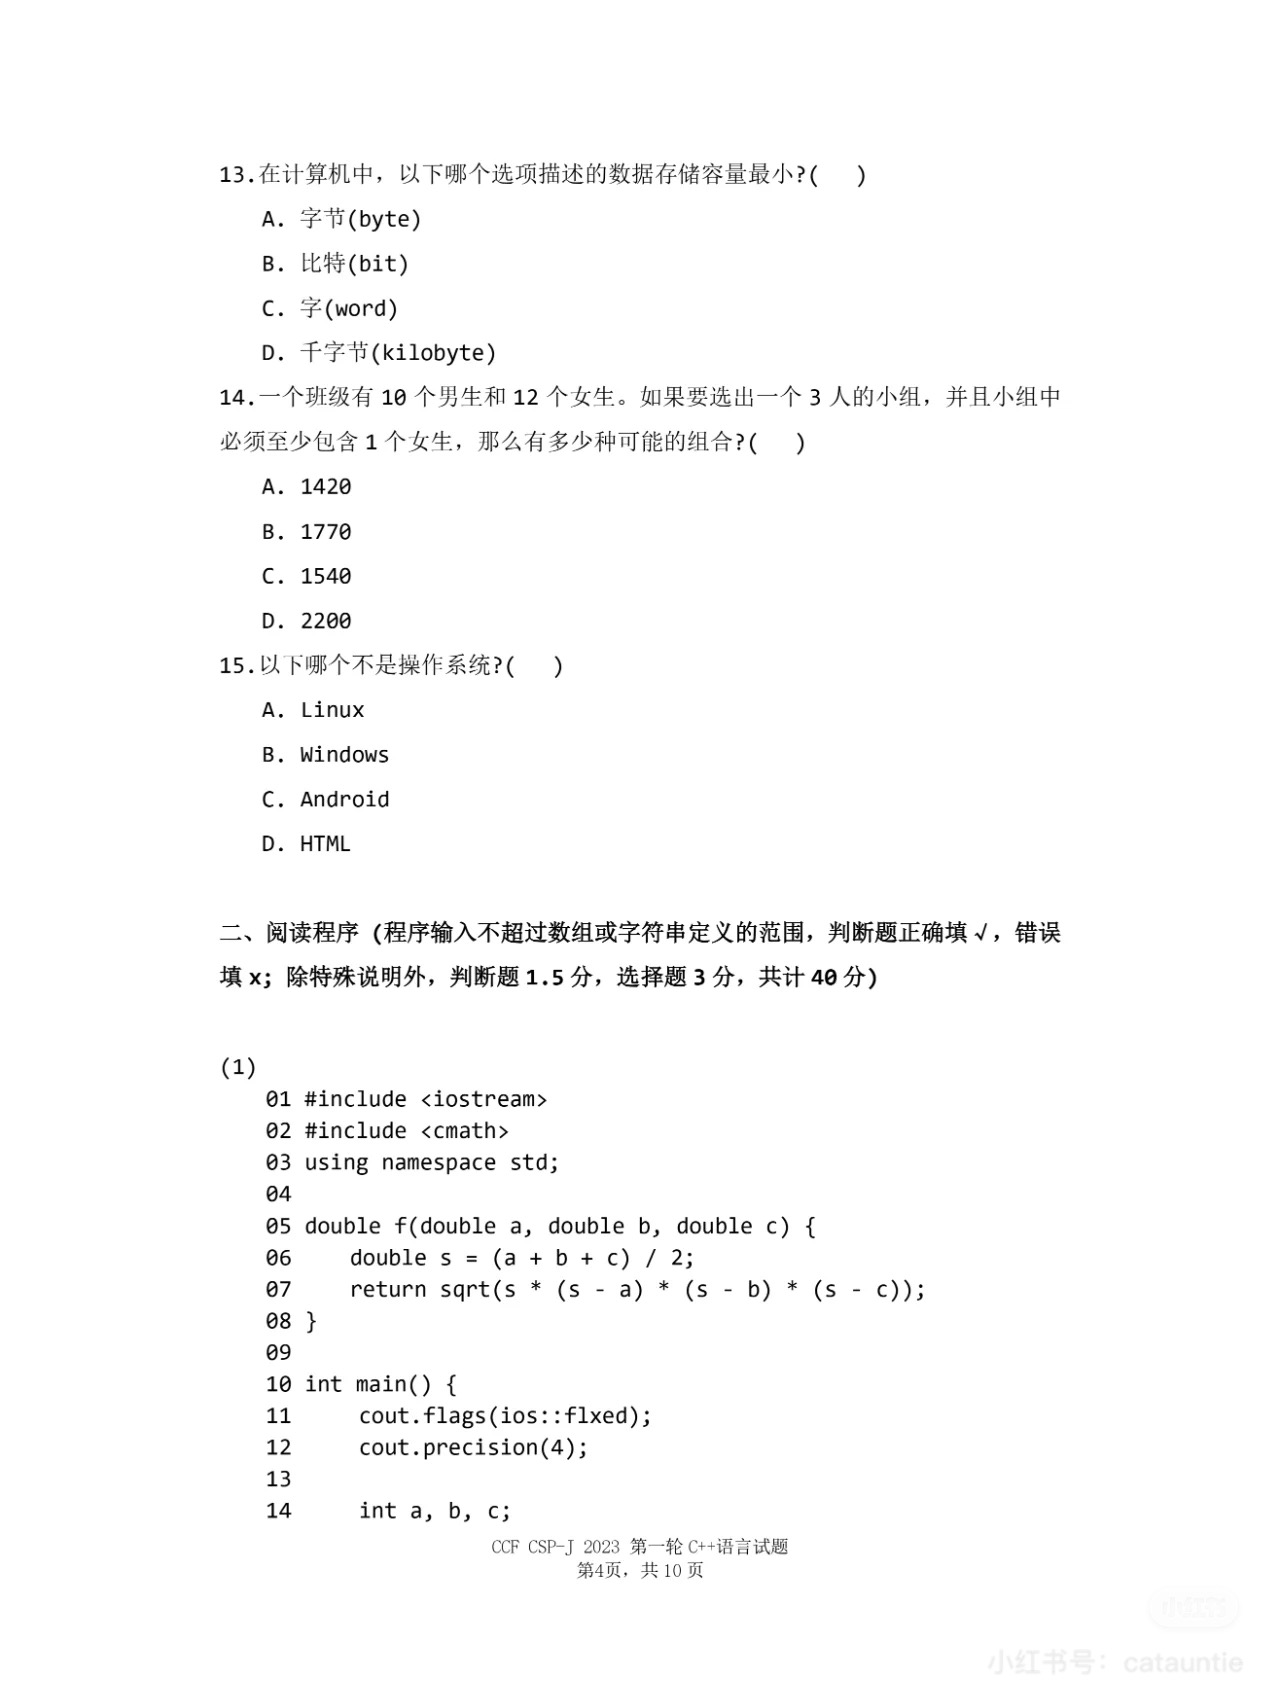 13.在计算机中，以下哪个选项描述的数据存储容量最小?(   )
A. 字节(byte)
B. 比特(bit)
C. 字(word)
D. 千字节(kilobyte)
14.一个班级有 10 个男生和 12 个女生。如果要选出一个 3 人的小组，并且小组中
必须至少包含 1 个女生，那么有多少种可能的组合?(   )
A. 1420
B. 1770
C. 1540
D. 2200
15.以下哪个不是操作系统?(   )
A. Linux
B. Windows
C. Android
D. HTML
二、阅读程序（程序输入不超过数组或字符串定义的范围，判断题正确填 √，错误
填 x；除特殊说明外，判断题 1.5 分，选择题 3 分，共计 40 分)
(1)
01 #include <iostream>
02 #include <cmath>
03 using namespace std;
04
05 double f(double a, double b, double c) {
06    double s = (a + b + c) / 2;
07    return sqrt(s * (s - a) * (s - b) * (s - c));
08 }
09
10 int main() {
11    cout.flags(ios::flxed);
12    cout.precision(4);
13
14    int a, b, c;
CCF CSP-J 2023 第一轮 C++语言试题
第4页，共 10 页
小红书号：catauntie